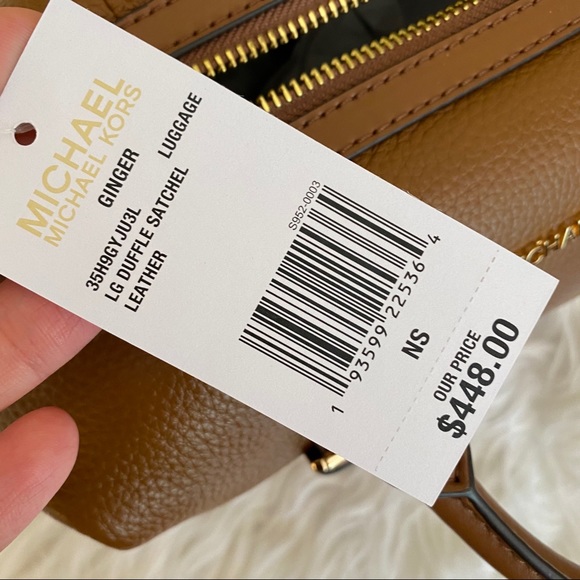 MICHAEL
MICHAEL KORS
GINGER LUGGAGE
35H9GYJU3L
LG DUFFLE SATCHEL
LEATHER
S952-0003
1 93599 22536 4
NS
OUR PRICE
$448.00
CHA